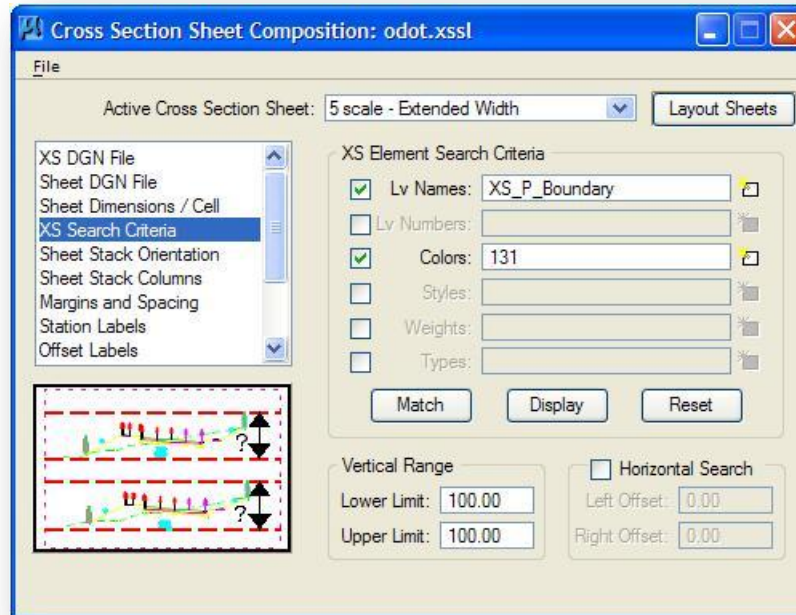 Cross Section Sheet Composition: odot.xssl
File
Active Cross Section Sheet: 5 scale - Extended Width Layout Sheets
XS DGN File
Sheet DGN File
Sheet Dimensions / Cell
XS Search Criteria
Sheet Stack Orientation
Sheet Stack Columns
Margins and Spacing
Station Labels
Offset Labels
XS Element Search Criteria
Lv Names: XS_P_Boundary
Lv Numbers:
Colors: 131
Styles:
Weights:
Types:
Match Display Reset
?
?
Vertical Range
Lower Limit: 100.00
Upper Limit: 100.00
Horizontal Search
Left Offset: 0.00
Right Offset: 0.00